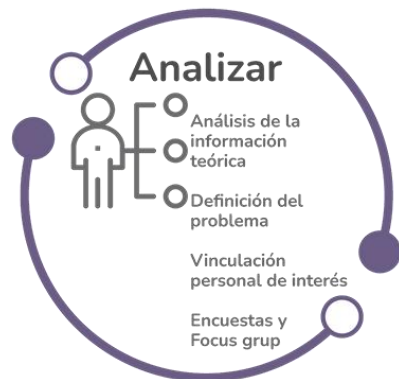 Analizar
Análisis de la
información
teórica
Definición del
problema
Vinculación
personal de interés
Encuestas y
Focus grup